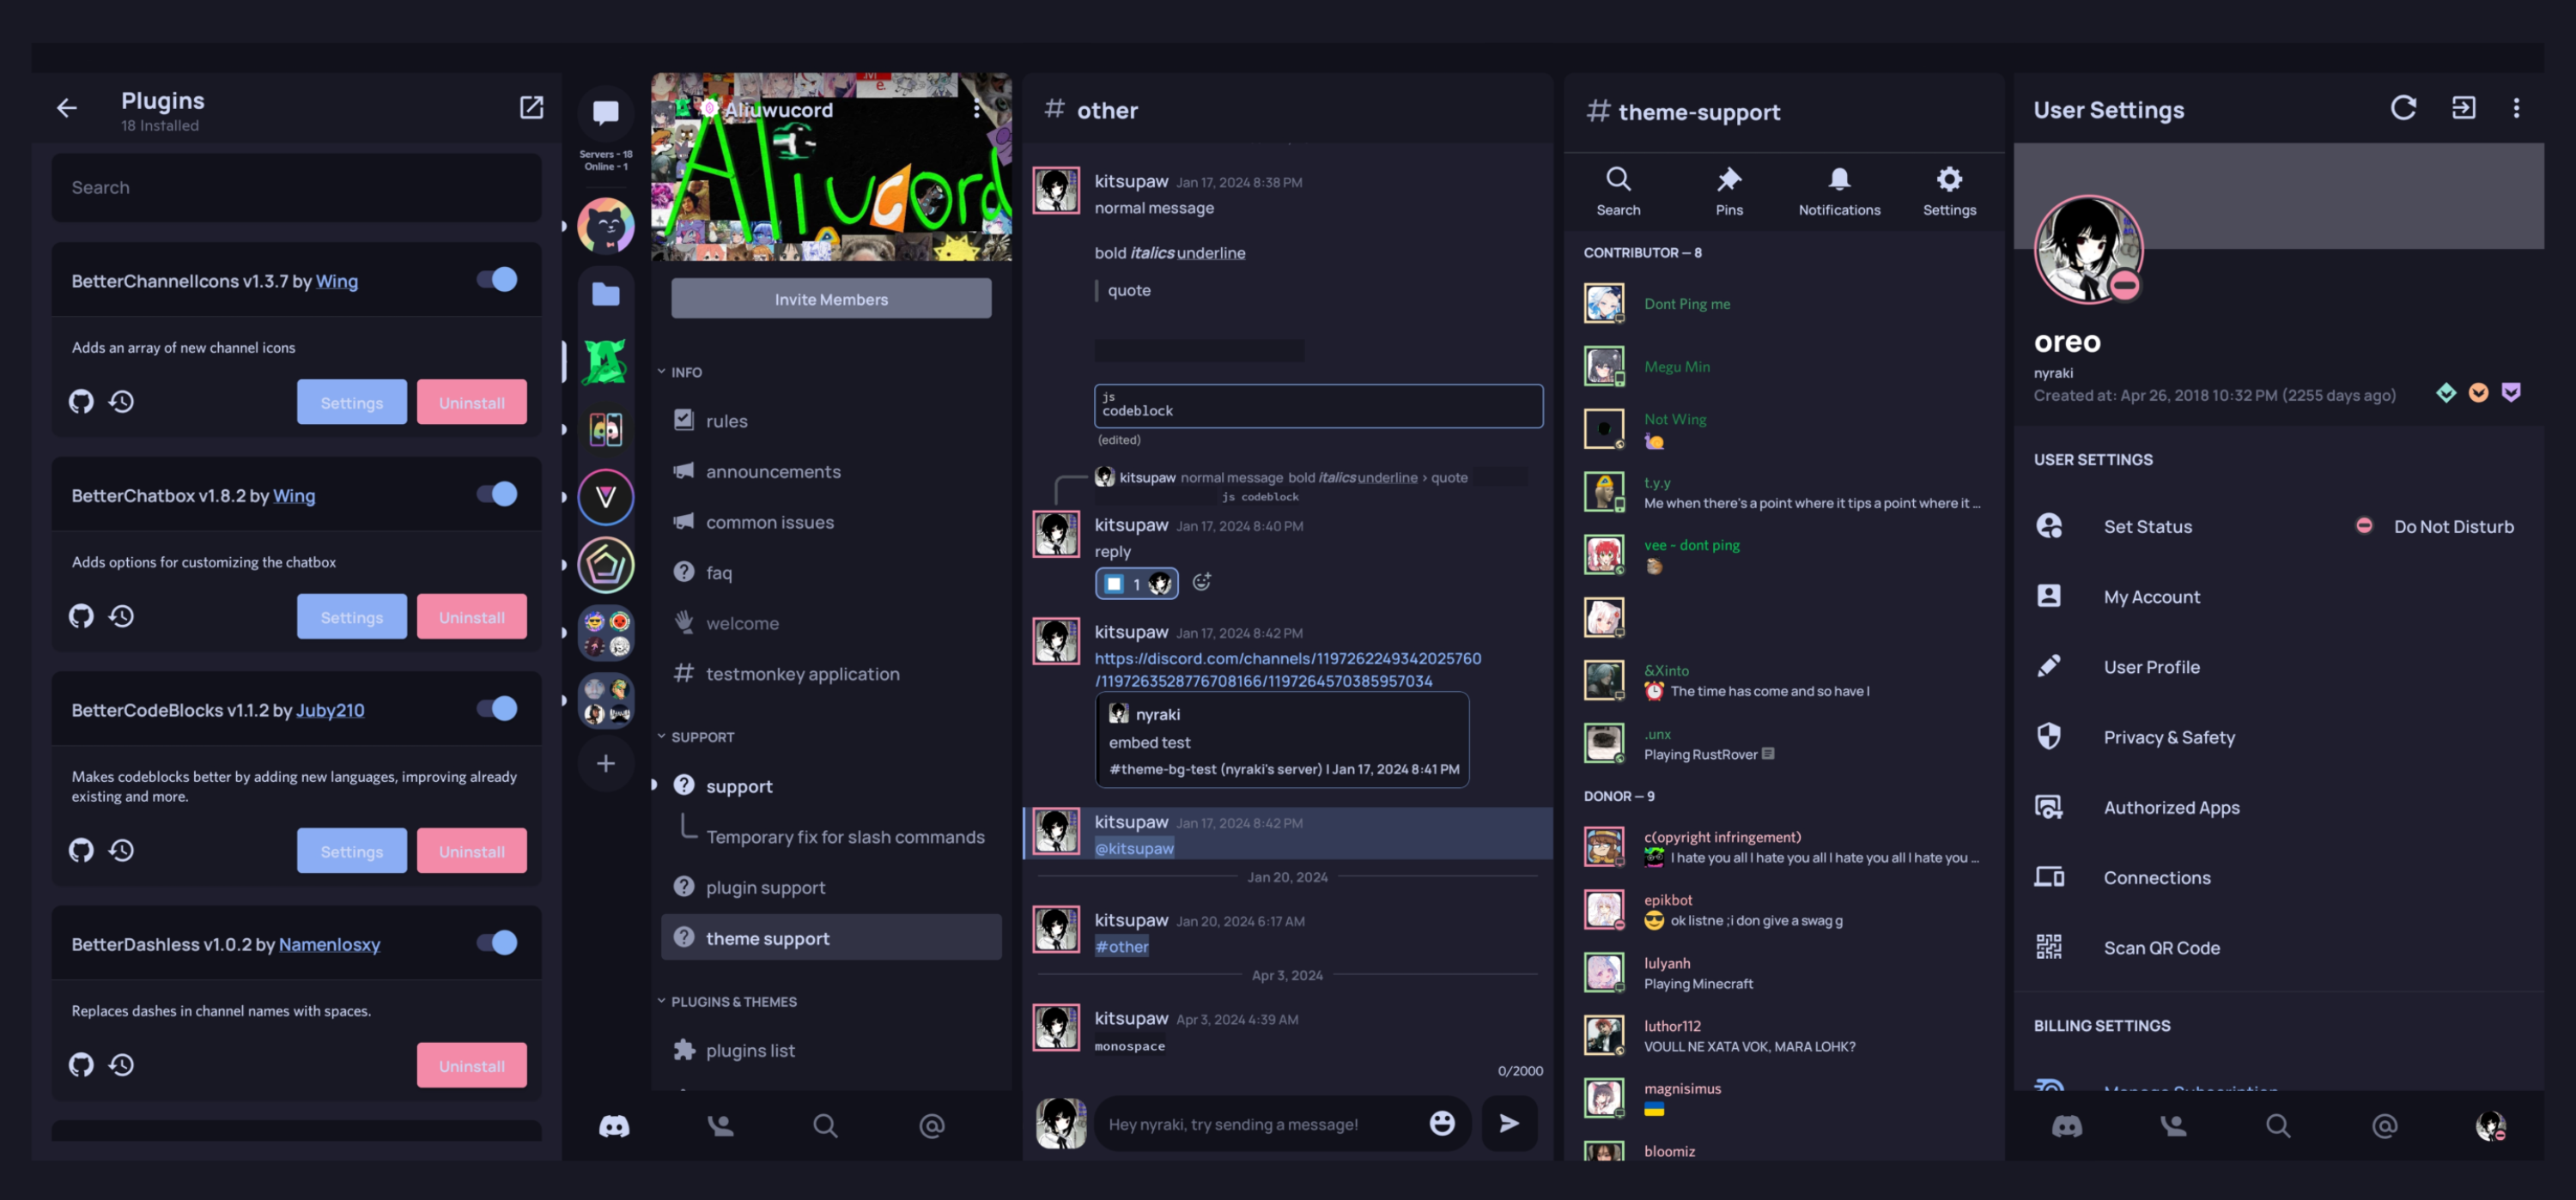 Plugins
18 Installed
Search
BetterChannelIcons v1.3.7 by Wing
Adds an array of new channel icons
Settings
Uninstall
BetterChatbox v1.8.2 by Wing
Adds options for customizing the chatbox
Settings
Uninstall
BetterCodeBlocks v1.1.2 by Juby210
Makes codeblocks better by adding new languages, improving already
existing and more.
Settings
Uninstall
BetterDashless v1.0.2 by Namenlosxy
Replaces dashes in channel names with spaces.
Uninstall
Servers - 18
Online - 1
Aliuwucord
Aliucord
Invite Members
INFO
rules
announcements
common issues
faq
welcome
# testmonkey application
SUPPORT
support
Temporary fix for slash commands
plugin support
theme support
PLUGINS & THEMES
plugins list
# other
kitsupaw Jan 17, 2024 8:38 PM
normal message
bold italics underline
quote
js
codeblock
(edited)
kitsupaw normal message bold italics underline › quote
js codeblock
kitsupaw Jan 17, 2024 8:40 PM
reply
1
kitsupaw Jan 17, 2024 8:42 PM
https://discord.com/channels/1197262249342025760
/1197263528776708166/1197264570385957034
nyraki
embed test
#theme-bg-test (nyraki's server) | Jan 17, 2024 8:41 PM
kitsupaw Jan 17, 2024 8:42 PM
@kitsupaw
Jan 20, 2024
kitsupaw Jan 20, 2024 6:17 AM
#other
Apr 3, 2024
kitsupaw Apr 3, 2024 4:39 AM
monospace
0/2000
Hey nyraki, try sending a message!
# theme-support
Search
Pins
Notifications
Settings
CONTRIBUTOR — 8
Dont Ping me
Megu Min
Not Wing
t.y.y
Me when there's a point where it tips a point where it ...
vee - dont ping
&Xinto
The time has come and so have I
.unx
Playing RustRover
DONOR — 9
c(opyright infringement)
I hate you all I hate you all I hate you all I hate you ...
epikbot
ok listne ;i don give a swag g
lulyanh
Playing Minecraft
luthor112
VOULL NE XATA VOK, MARA LOHK?
magnisimus
bloomiz
User Settings
oreo
nyraki
Created at: Apr 26, 2018 10:32 PM (2255 days ago)
USER SETTINGS
Set Status
Do Not Disturb
My Account
User Profile
Privacy & Safety
Authorized Apps
Connections
Scan QR Code
BILLING SETTINGS